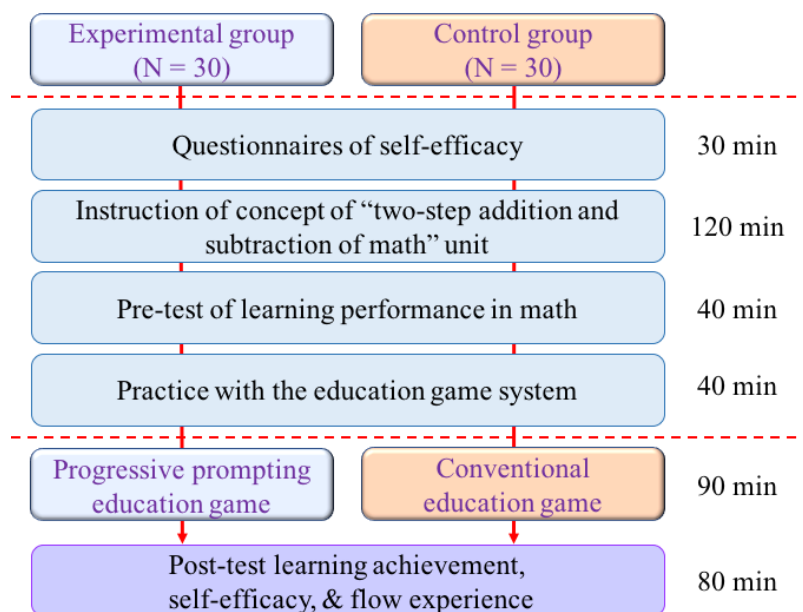 Experimental group
(N = 30)
Control group
(N = 30)
Questionnaires of self-efficacy
30 min
Instruction of concept of “two-step addition and
subtraction of math” unit
120 min
Pre-test of learning performance in math
40 min
Practice with the education game system
40 min
Progressive prompting
education game
Conventional
education game
90 min
Post-test learning achievement,
self-efficacy, & flow experience
80 min